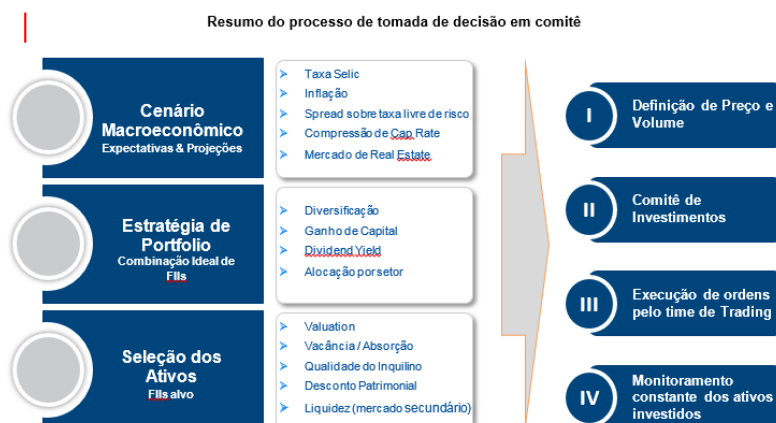 Resumo do processo de tomada de decisão em comitê
Cenário
Macroeconômico
Expectativas & Projeções
Taxa Selic
Inflação
Spread sobre taxa livre de risco
Compressão de Cap Rate
Mercado de Real Estate
Estratégia de
Portfolio
Combinação Ideal de
FIIs
Diversificação
Ganho de Capital
Dividend Yield
Alocação por setor
Seleção dos
Ativos
FIIs alvo
Valuation
Vacância / Absorção
Qualidade do Inquilino
Desconto Patrimonial
Liquidez (mercado secundário)
I
Definição de Preço e
Volume
II
Comitê de
Investimentos
III
Execução de ordens
pelo time de Trading
IV
Monitoramento
constante dos ativos
investidos